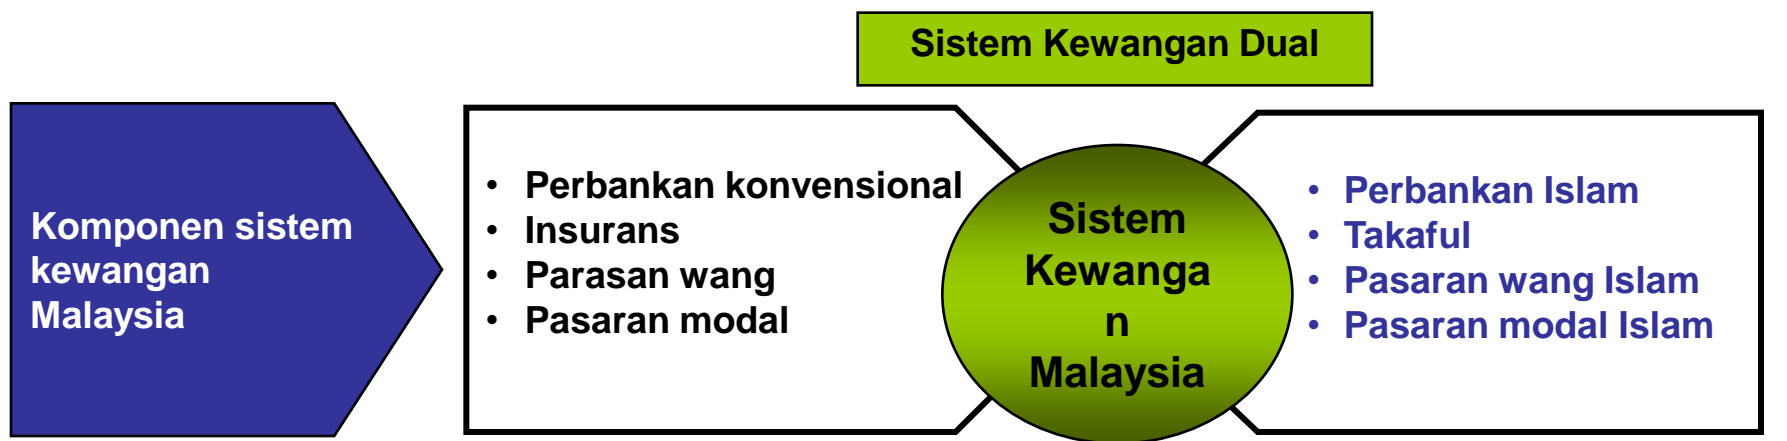 Sistem Kewangan Dual
Komponen sistem
kewangan
Malaysia
• Perbankan konvensional
• Insurans
• Parasan wang
• Pasaran modal
Sistem
Kewanga
n
Malaysia
• Perbankan Islam
• Takaful
• Pasaran wang Islam
• Pasaran modal Islam